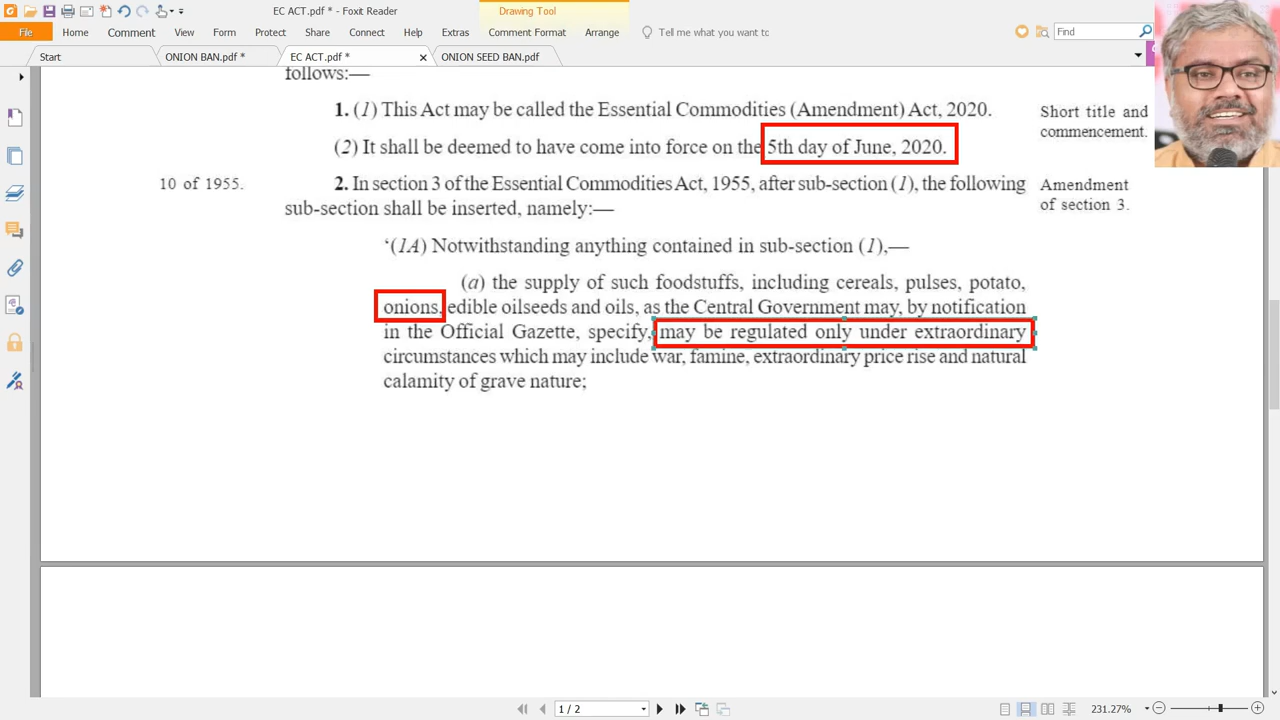 EC ACT.pdf * - Foxit Reader
Drawing Tool
File Home Comment View Form Protect Share Connect Help Extras Comment Format Arrange Tell me what you want tc Find
Start ONION BAN.pdf * EC ACT.pdf * ONION SEED BAN.pdf
follows:—
1. (1) This Act may be called the Essential Commodities (Amendment) Act, 2020.
Short title and
commencement.
(2) It shall be deemed to have come into force on the 5th day of June, 2020.
10 of 1955.
2. In section 3 of the Essential Commodities Act, 1955, after sub-section (1), the following
sub-section shall be inserted, namely:—
Amendment
of section 3.
‘(1A) Notwithstanding anything contained in sub-section (1),—
(a) the supply of such foodstuffs, including cereals, pulses, potato,
onions, edible oilseeds and oils, as the Central Government may, by notification
in the Official Gazette, specify, may be regulated only under extraordinary
circumstances which may include war, famine, extraordinary price rise and natural
calamity of grave nature;
1 / 2
231.27%